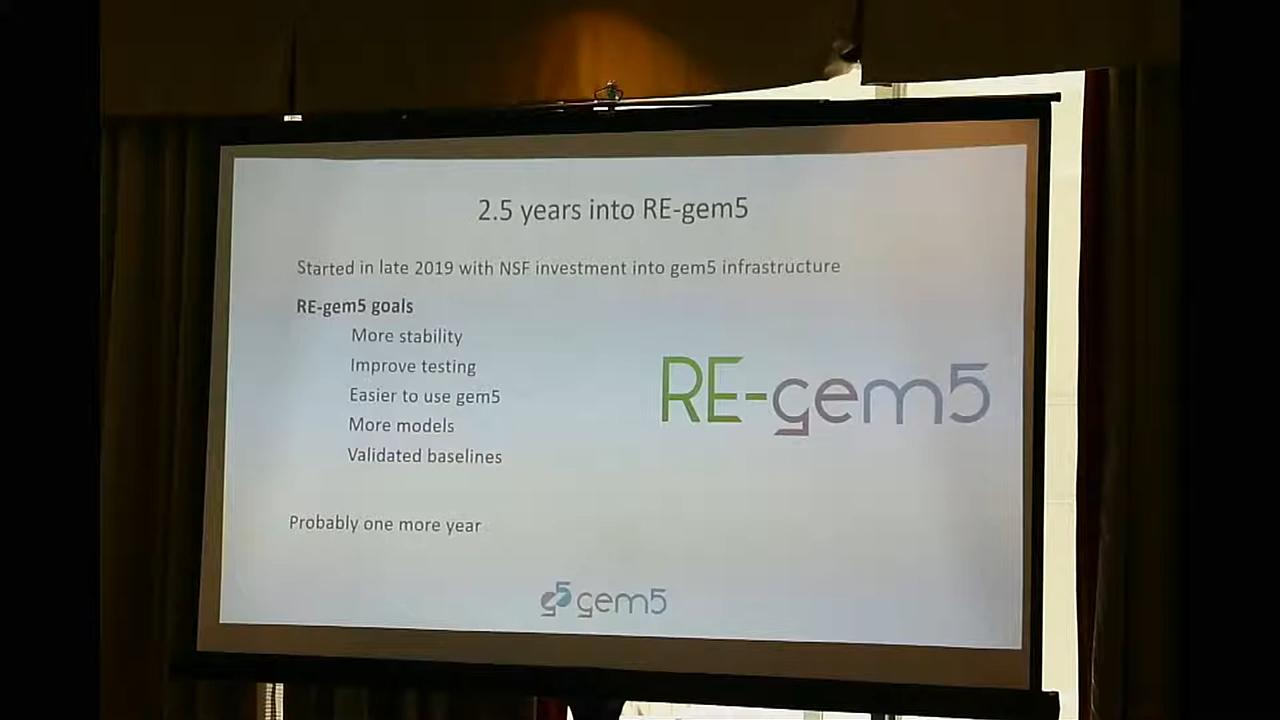 2.5 years into RE-gem5
Started in late 2019 with NSF investment into gem5 infrastructure
RE-gem5 goals
More stability
Improve testing
Easier to use gem5
More models
Validated baselines
RE-gem5
Probably one more year
gem5